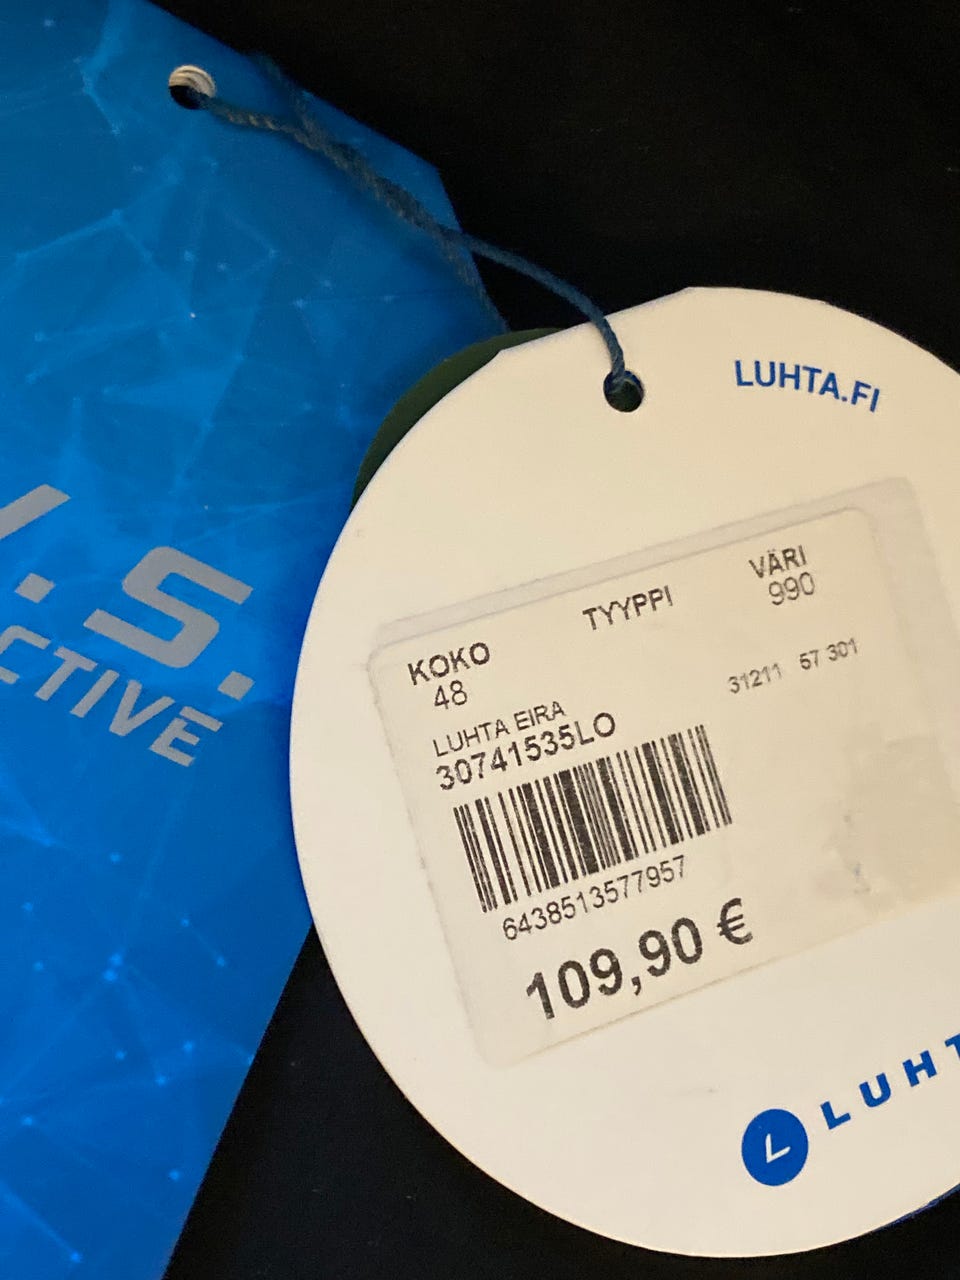 LUHTA.FI
KOKO TYYPPI VÄRI
48 990
31211 57 301
LUHTA EIRA
30741535LO
6438513577957
109,90 €
L LUHT
.S.
CTIVE